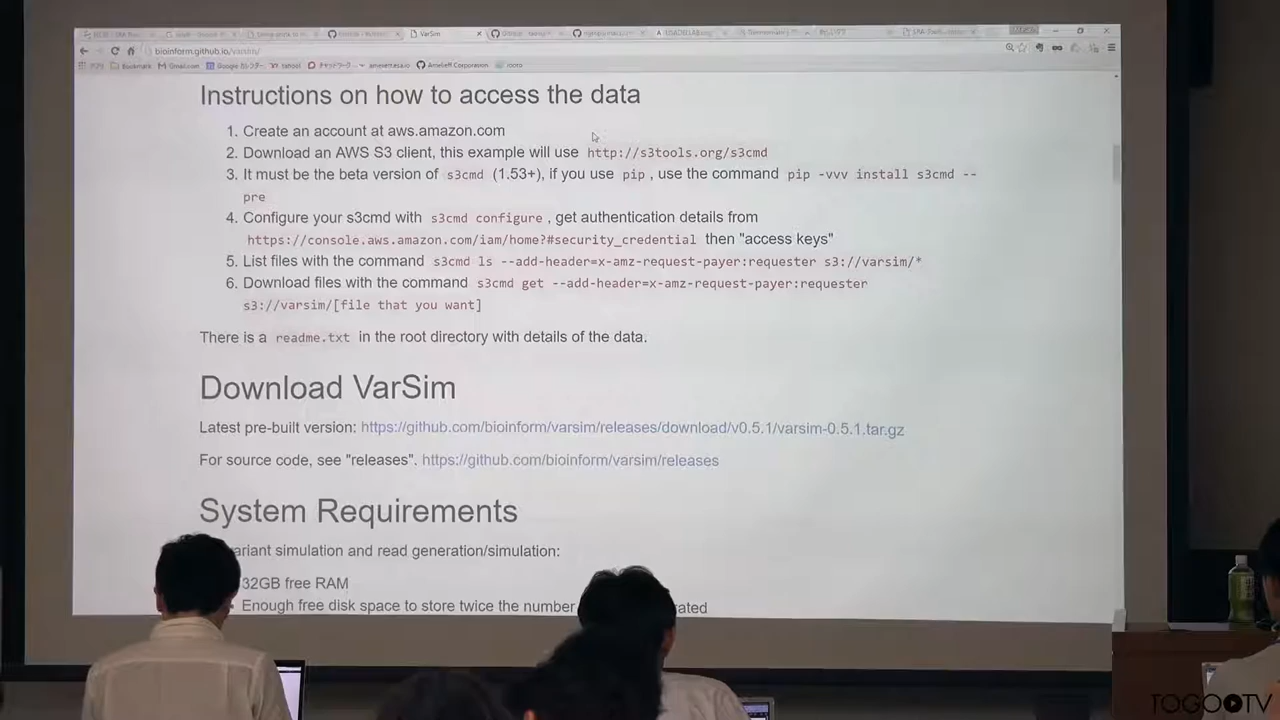 VarSim
bioinform.github.io/varsim/
Bookmark
Gmail.com
AmelieFF Corporation
Instructions on how to access the data
1. Create an account at aws.amazon.com
2. Download an AWS S3 client, this example will use http://s3tools.org/s3cmd
3. It must be the beta version of s3cmd (1.53+), if you use pip , use the command pip -vvv install s3cmd --
pre
4. Configure your s3cmd with s3cmd configure , get authentication details from
https://console.aws.amazon.com/iam/home?#security_credential then "access keys"
5. List files with the command s3cmd ls --add-header=x-amz-request-payer:requester s3://varsim/*
6. Download files with the command s3cmd get --add-header=x-amz-request-payer:requester
s3://varsim/[file that you want]
There is a readme.txt in the root directory with details of the data.
Download VarSim
Latest pre-built version: https://github.com/bioinform/varsim/releases/download/v0.5.1/varsim-0.5.1.tar.gz
For source code, see "releases". https://github.com/bioinform/varsim/releases
System Requirements
ariant simulation and read generation/simulation:
32GB free RAM
Enough free disk space to store twice the number rated
TOGOTV